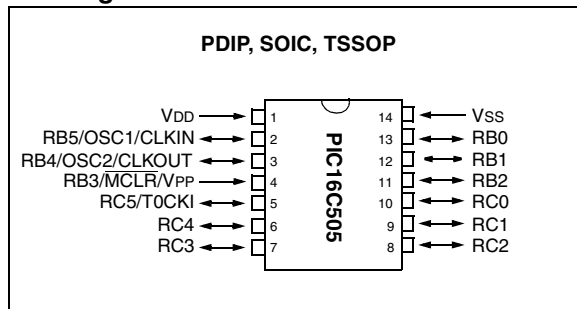 PDIP, SOIC, TSSOP
VDD 1 14 VSS
RB5/OSC1/CLKIN 2 13 RB0
RB4/OSC2/CLKOUT 3 12 RB1
RB3/MCLR/VPP 4 11 RB2
RC5/T0CKI 5 10 RC0
RC4 6 9 RC1
RC3 7 8 RC2
PIC16C505